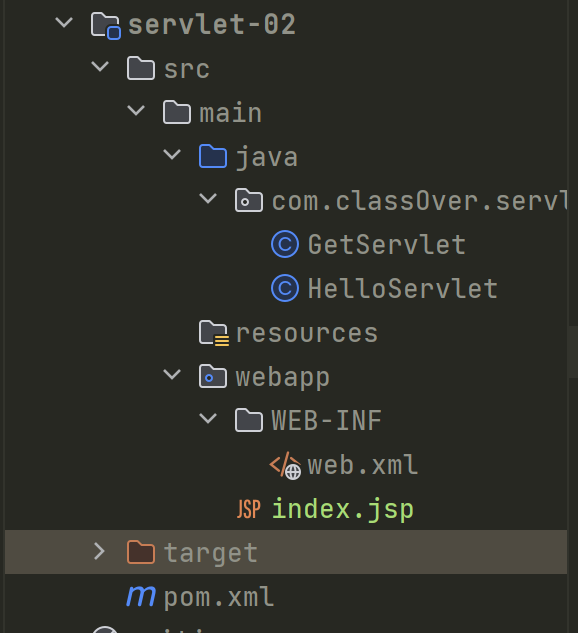 servlet-02
src
main
java
com.classOver.servl
C GetServlet
C HelloServlet
resources
webapp
WEB-INF
web.xml
JSP index.jsp
target
m pom.xml